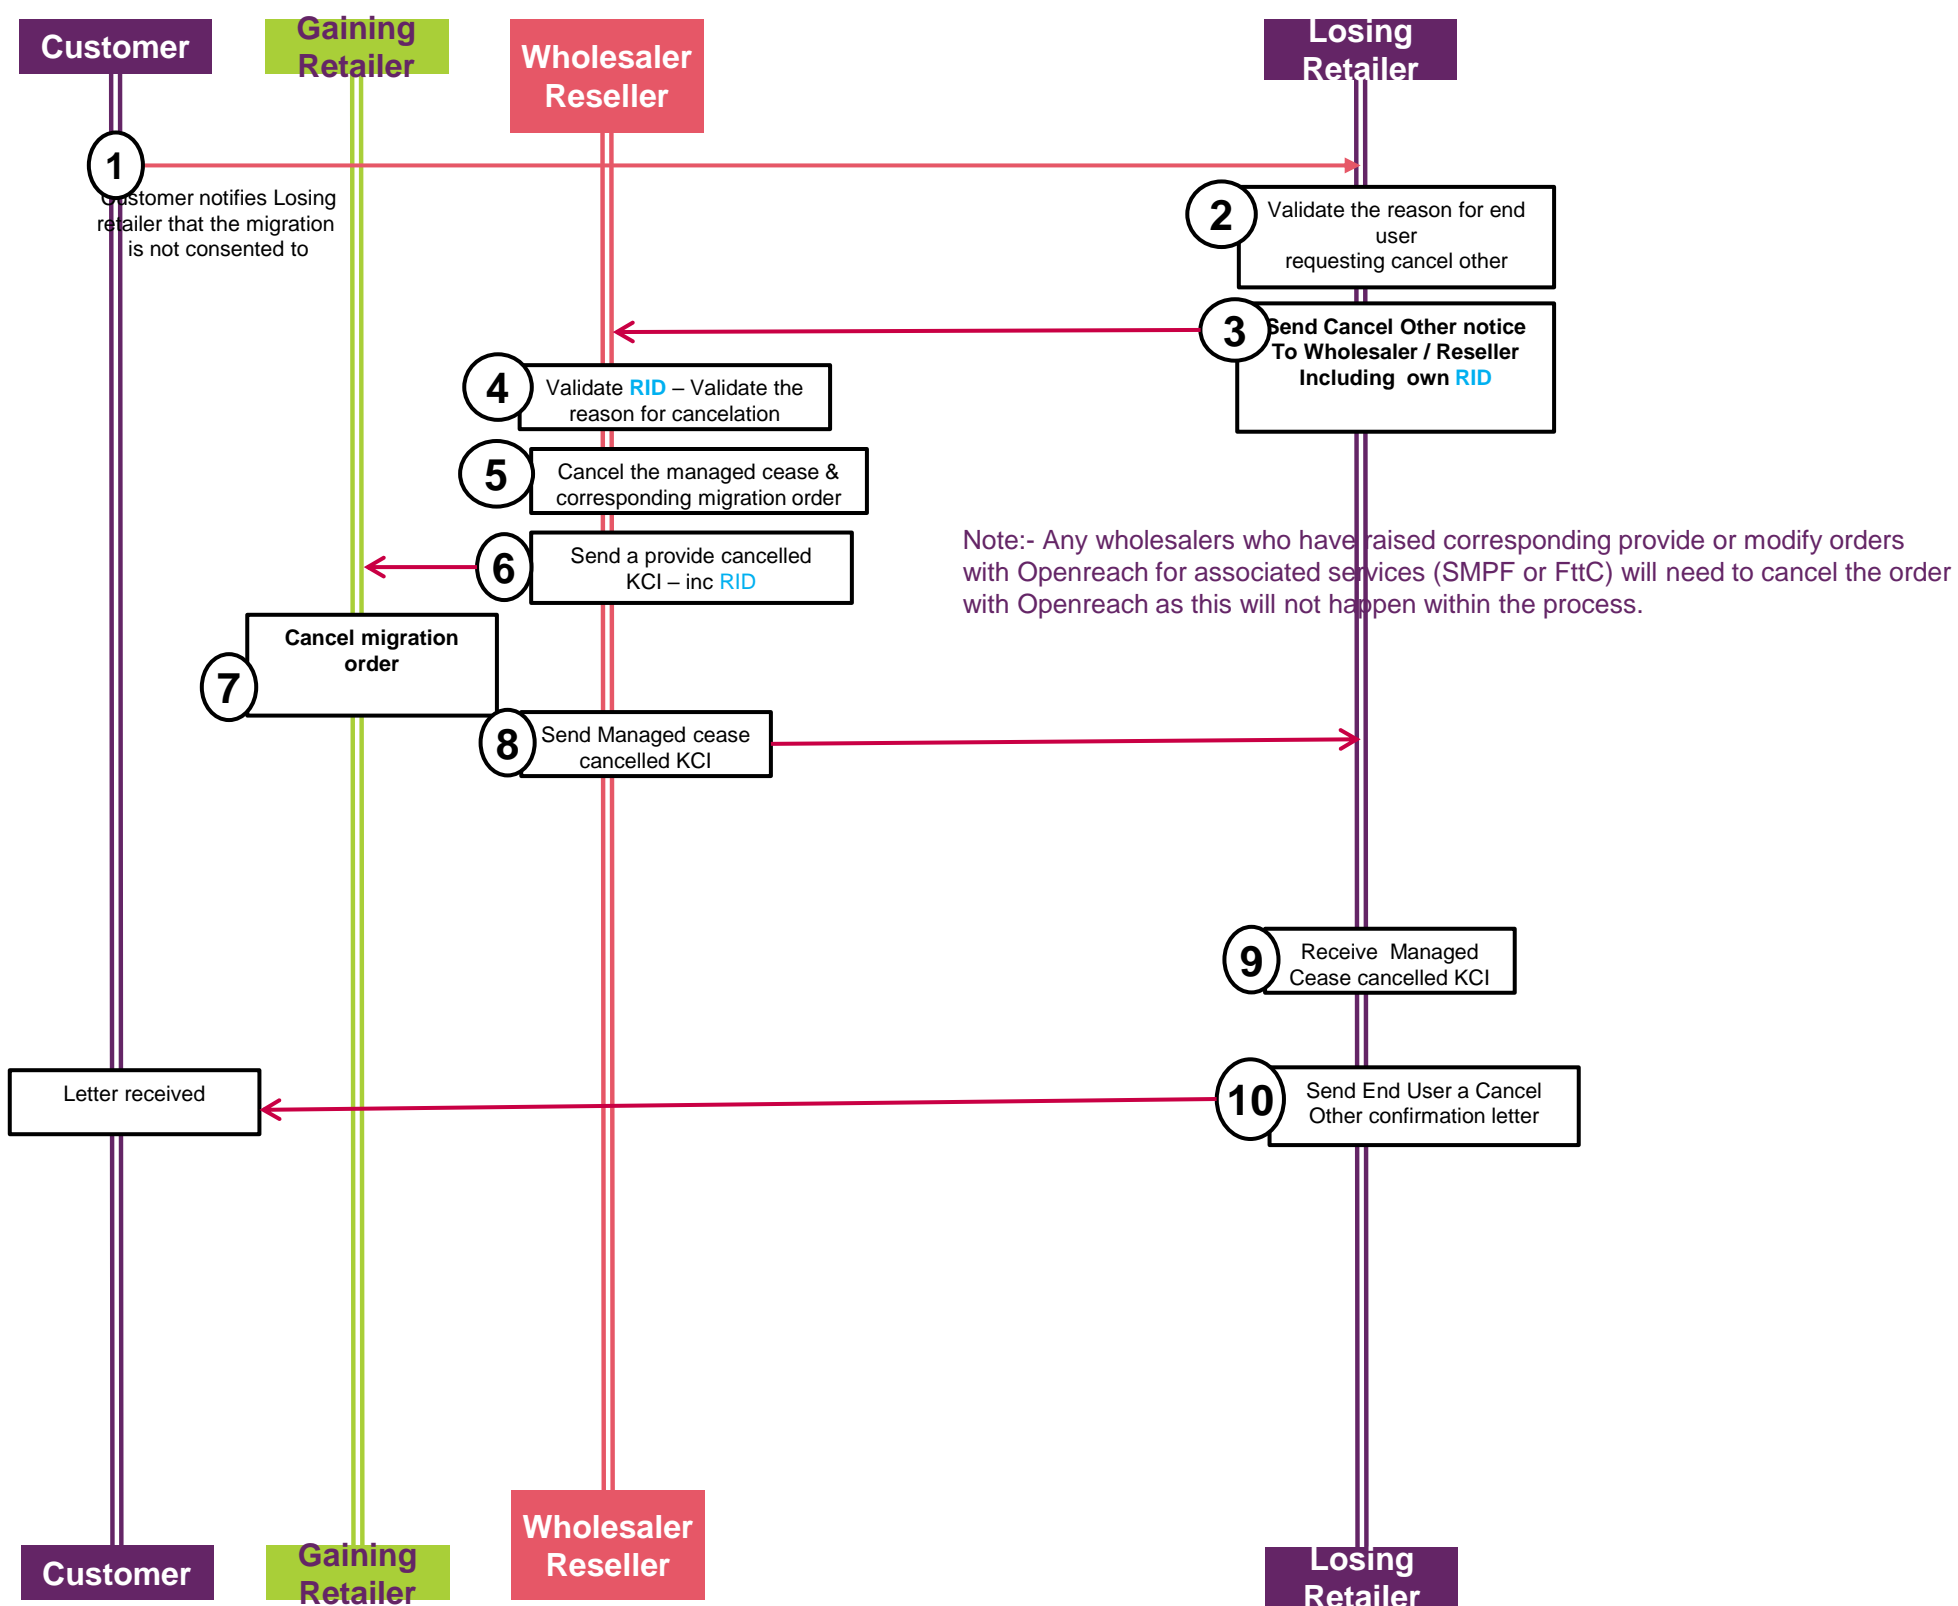 Customer
Gaining
Retailer
Wholesaler
Reseller
Losing
Retailer
1
Customer notifies Losing
retailer that the migration
is not consented to
2
Validate the reason for end
user
requesting cancel other
3
Send Cancel Other notice
To Wholesaler / Reseller
Including own RID
4
Validate RID – Validate the
reason for cancelation
5
Cancel the managed cease &
corresponding migration order
6
Send a provide cancelled
KCI – inc RID
Note:- Any wholesalers who have raised corresponding provide or modify orders
with Openreach for associated services (SMPF or FttC) will need to cancel the order
with Openreach as this will not happen within the process.
7
Cancel migration
order
8
Send Managed cease
cancelled KCI
9
Receive Managed
Cease cancelled KCI
10
Send End User a Cancel
Other confirmation letter
Letter received
Customer
Gaining
Retailer
Wholesaler
Reseller
Losing
Retailer